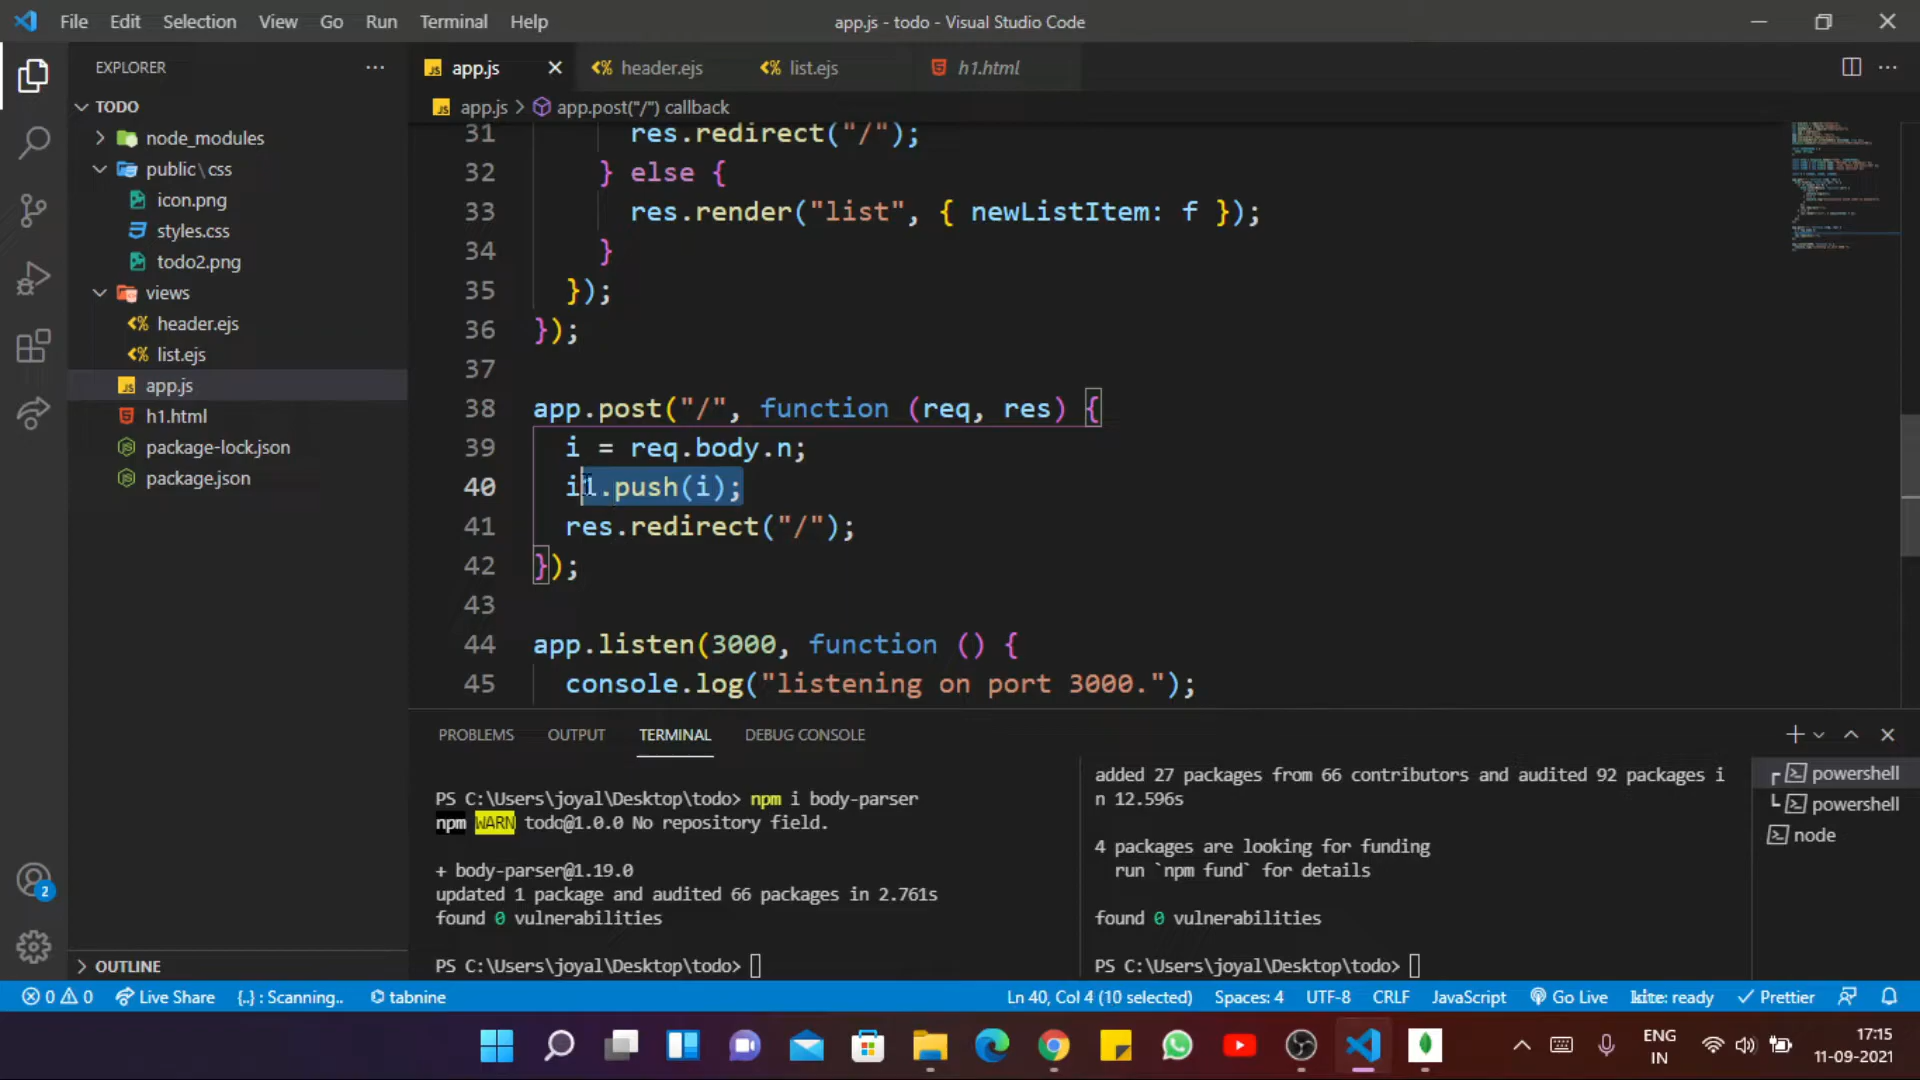 File Edit Selection View Go Run Terminal Help
app.js - todo - Visual Studio Code
EXPLORER
TODO
node_modules
public\css
icon.png
styles.css
todo2.png
views
header.ejs
list.ejs
app.js
h1.html
package-lock.json
package.json
OUTLINE
app.js header.ejs list.ejs h1.html
app.js > app.post("/") callback
31 res.redirect("/");
32 } else {
33 res.render("list", { newListItem: f });
34 }
35 });
36 });
37
38 app.post("/", function (req, res) {
39 i = req.body.n;
40 i1.push(i);
41 res.redirect("/");
42 });
43
44 app.listen(3000, function () {
45 console.log("listening on port 3000.");
PROBLEMS OUTPUT TERMINAL DEBUG CONSOLE
PS C:\Users\joyal\Desktop\todo> npm i body-parser
npm WARN todo@1.0.0 No repository field.
+ body-parser@1.19.0
updated 1 package and audited 66 packages in 2.761s
found 0 vulnerabilities
PS C:\Users\joyal\Desktop\todo>
added 27 packages from 66 contributors and audited 92 packages i
n 12.596s
4 packages are looking for funding
run `npm fund` for details
found 0 vulnerabilities
PS C:\Users\joyal\Desktop\todo>
powershell
powershell
node
2
0 0 Live Share {..} : Scanning.. tabnine
Ln 40, Col 4 (10 selected) Spaces: 4 UTF-8 CRLF JavaScript Go Live kite: ready Prettier
ENG
IN
17:15
11-09-2021